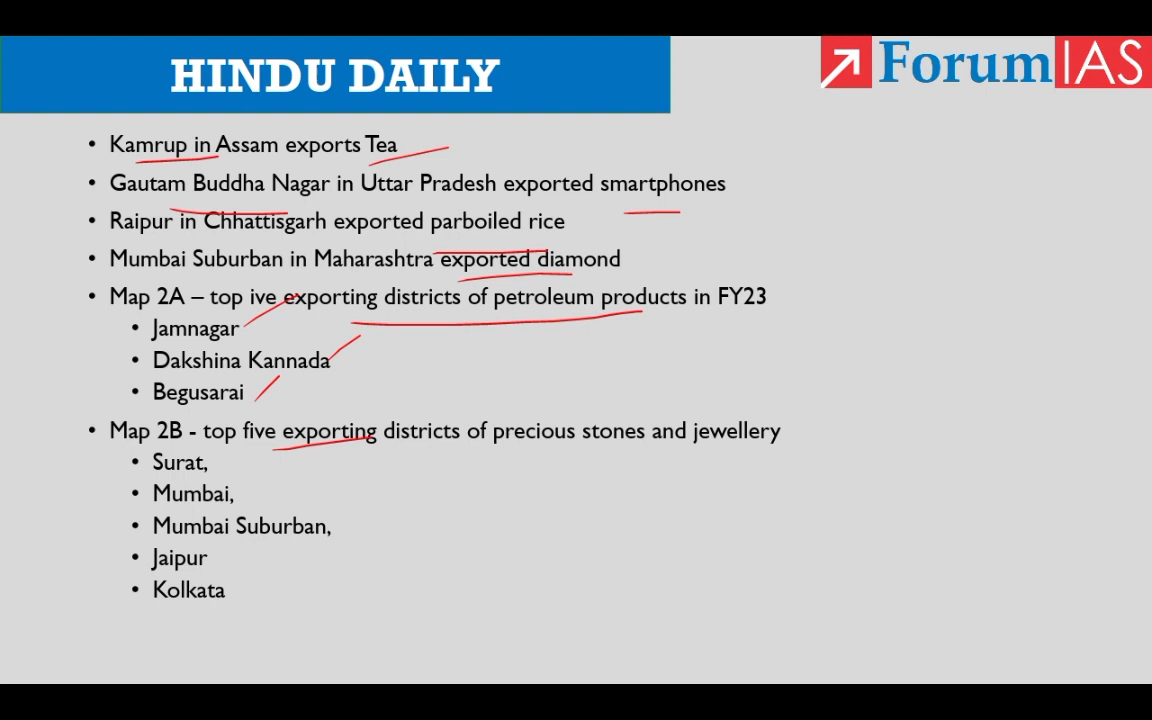 HINDU DAILY
ForumIAS
• Kamrup in Assam exports Tea
• Gautam Buddha Nagar in Uttar Pradesh exported smartphones
• Raipur in Chhattisgarh exported parboiled rice
• Mumbai Suburban in Maharashtra exported diamond
• Map 2A – top ive exporting districts of petroleum products in FY23
• Jamnagar
• Dakshina Kannada
• Begusarai
• Map 2B - top five exporting districts of precious stones and jewellery
• Surat,
• Mumbai,
• Mumbai Suburban,
• Jaipur
• Kolkata